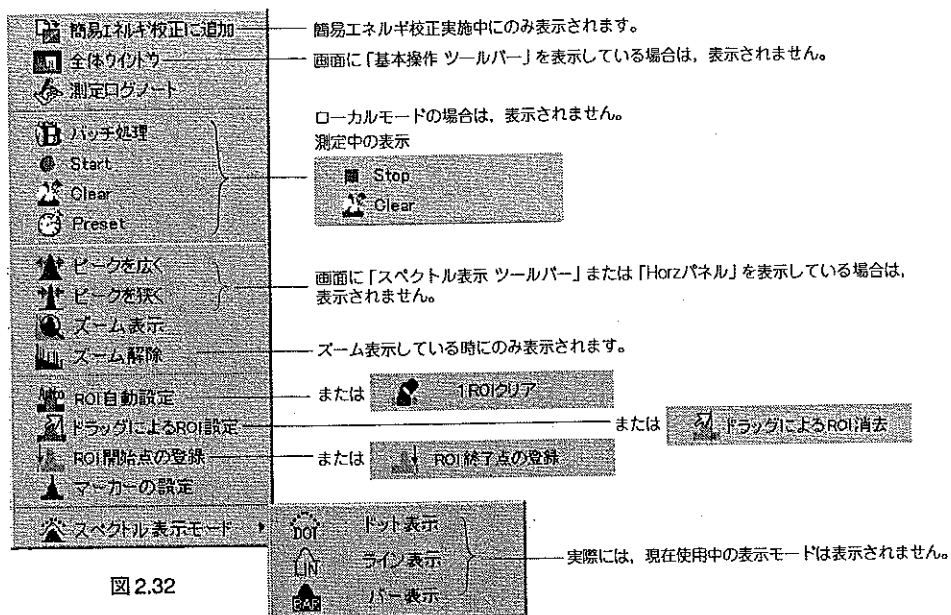 簡易エネルギ校正に追加
簡易エネルギ校正実施中にのみ表示されます。
全体ウィンドウ
画面に「基本操作 ツールバー」を表示している場合は，表示されません。
測定ログノート
バッチ処理
Start
Clear
Preset
ローカルモードの場合は，表示されません。
測定中の表示
Stop
Clear
ピークを広く
ピークを狭く
画面に「スペクトル表示 ツールバー」または「Horzパネル」を表示している場合は，
表示されません。
ズーム表示
ズーム解除
ズーム表示している時にのみ表示されます。
Auto
ROI自動設定
または
1ROIクリア
ドラッグによるROI設定
または
ドラッグによるROI消去
ROI開始点の登録
または
ROI終了点の登録
マーカーの設定
スペクトル表示モード
DOT
ドット表示
LIN
ライン表示
BAR
バー表示
実際には，現在使用中の表示モードは表示されません。
図2.32